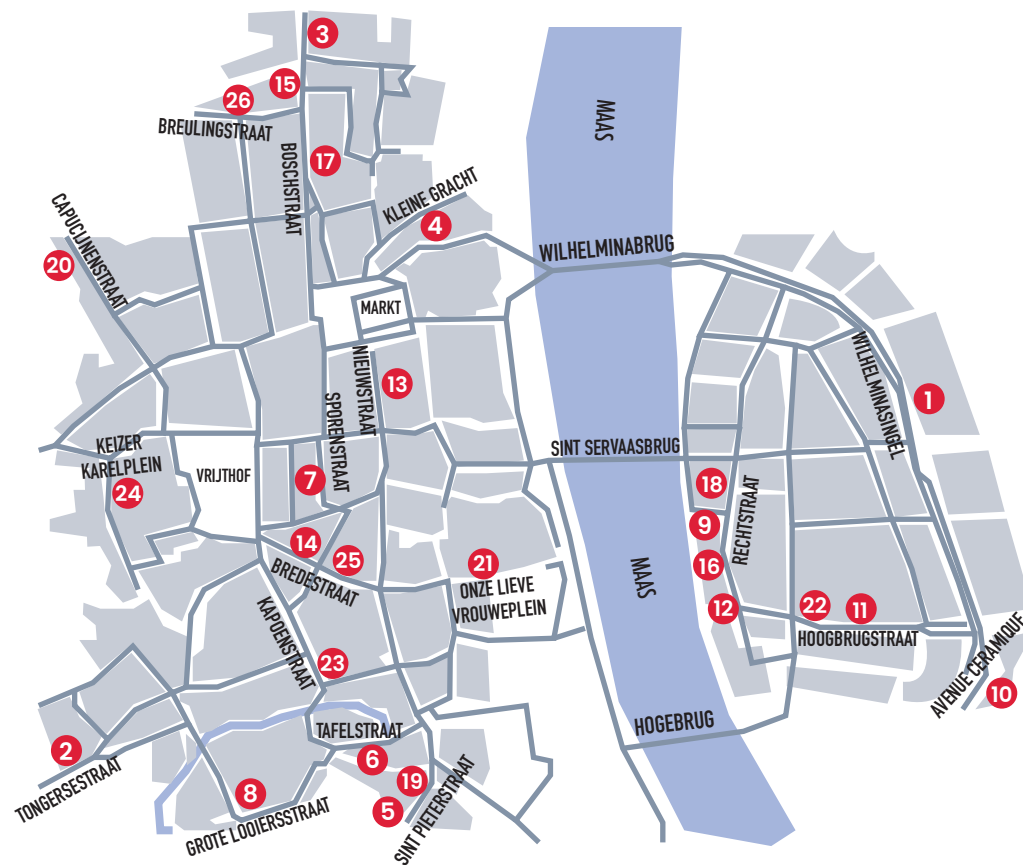 3
15
26
BREULINGSTRAAT
BOSCHSTRAAT
17
MAAS
KLEINE GRACHT
4
CAPUCIJNENSTRAAT
20
WILHELMINABRUG
MARKT
NIEUWSTRAAT
13
SPORENSTRAAT
WILHELMINASINGEL
1
KEIZER
KARELPLEIN
24
VRIJTHOF
7
SINT SERVAASBRUG
18
9
RECHTSTRAAT
14
25
BREDESTRAAT
21
ONZE LIEVE
VROUWEPLEIN
MAAS
16
12
22
11
HOOGBRUGSTRAAT
KAPOENSTRAAT
23
AVENUE CERAMIQUE
10
HOGEBRUG
TAFELSTRAAT
2
TONGERSESTRAAT
6
19
5
SINT PIETERSTRAAT
8
GROTE LOOIERSSTRAAT